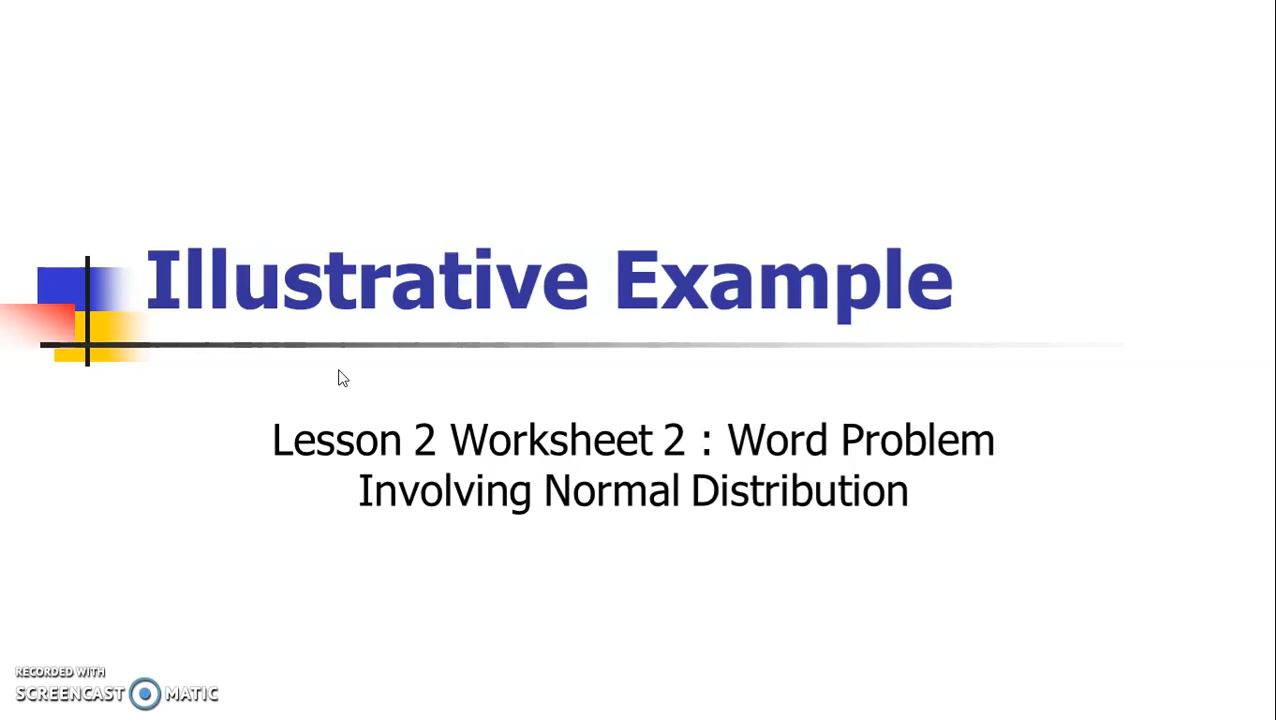 Illustrative Example
Lesson 2 Worksheet 2 : Word Problem
Involving Normal Distribution
RECORDED WITH
SCREENCAST MATIC